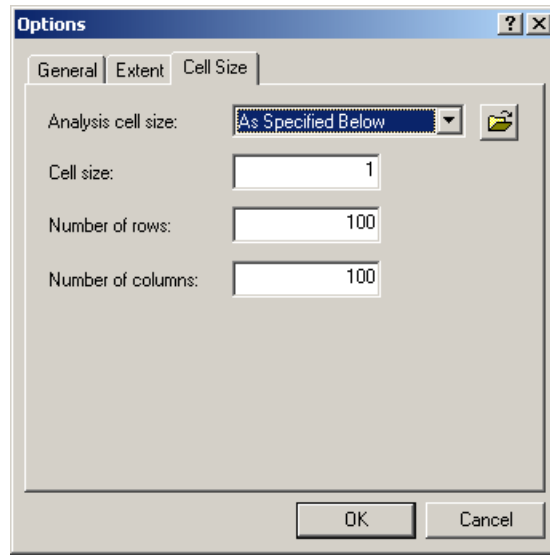 Options
General Extent Cell Size
Analysis cell size: As Specified Below
Cell size: 1
Number of rows: 100
Number of columns: 100
OK Cancel